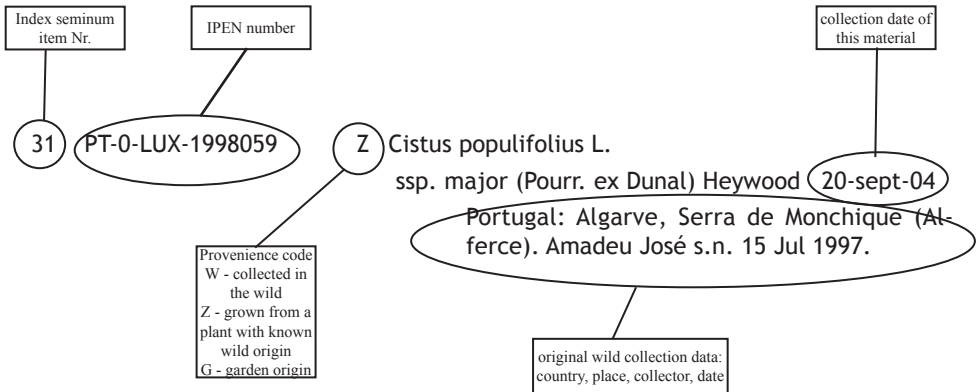 Index seminum
item Nr.
IPEN number
collection date of
this material
31 PT-0-LUX-1998059 Z Cistus populifolius L.
ssp. major (Pourr. ex Dunal) Heywood 20-sept-04
Portugal: Algarve, Serra de Monchique (Al-
ferce). Amadeu José s.n. 15 Jul 1997.
Provenience code
W - collected in
the wild
Z - grown from a
plant with known
wild origin
G - garden origin
original wild collection data:
country, place, collector, date